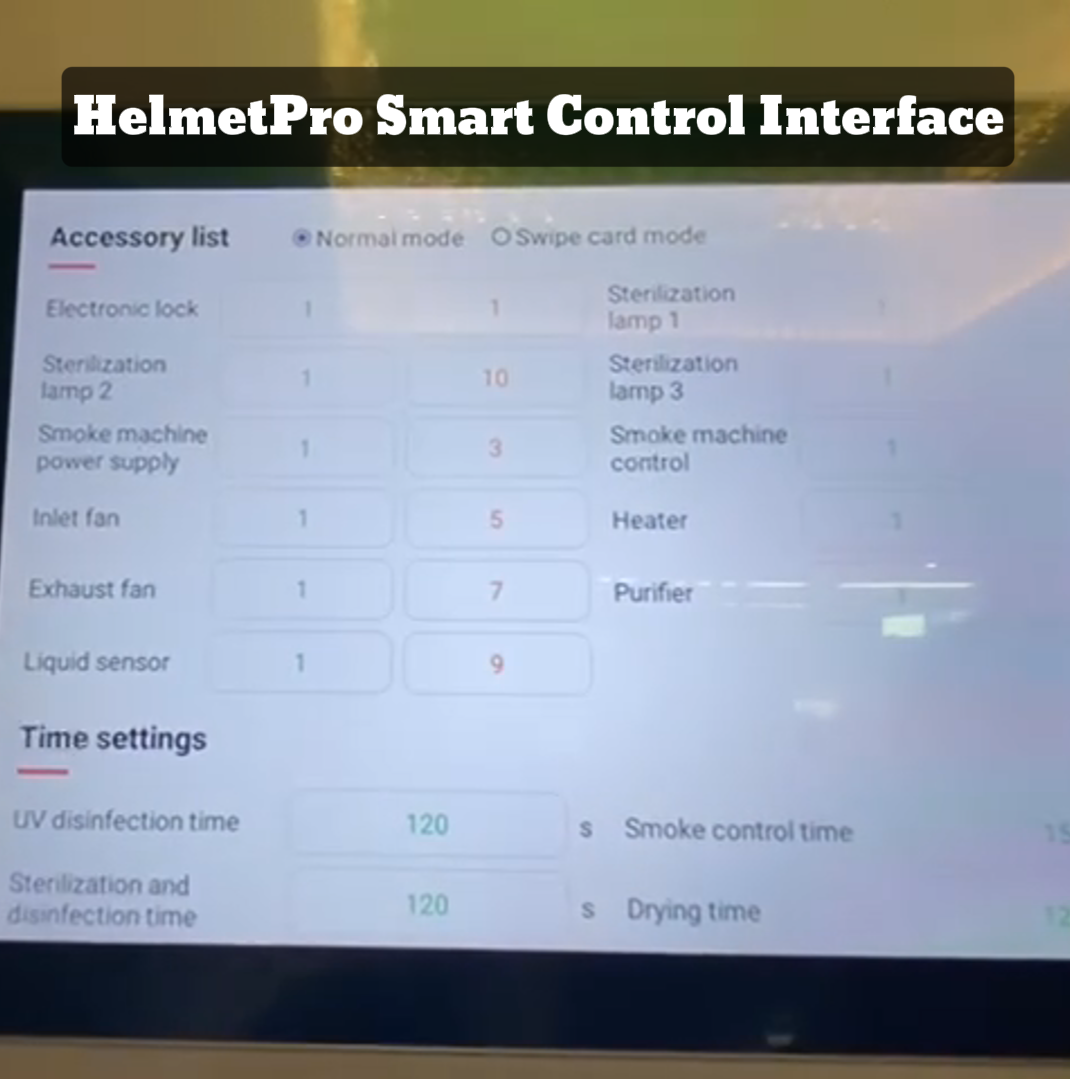 HelmetPro Smart Control Interface
Accessory list Normal mode Swipe card mode
Electronic lock 1 1 Sterilization lamp 1 1
Sterilization lamp 2 1 10 Sterilization lamp 3 1
Smoke machine power supply 1 3 Smoke machine control 1
Inlet fan 1 5 Heater 1
Exhaust fan 1 7 Purifier 1
Liquid sensor 1 9
Time settings
UV disinfection time 120 s Smoke control time
Sterilization and disinfection time 120 s Drying time